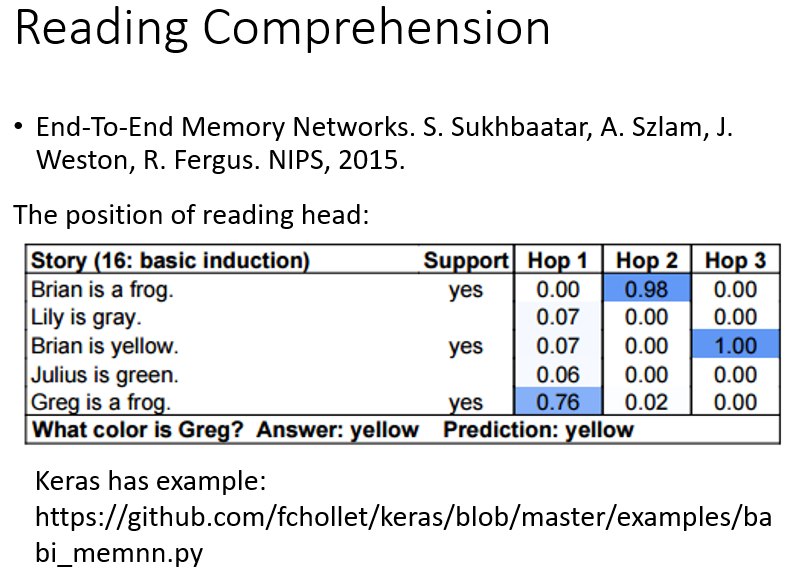 Reading Comprehension
• End-To-End Memory Networks. S. Sukhbaatar, A. Szlam, J.
Weston, R. Fergus. NIPS, 2015.
The position of reading head:
Story (16: basic induction) Support Hop 1 Hop 2 Hop 3
Brian is a frog. yes 0.00 0.98 0.00
Lily is gray. 0.07 0.00 0.00
Brian is yellow. yes 0.07 0.00 1.00
Julius is green. 0.06 0.00 0.00
Greg is a frog. yes 0.76 0.02 0.00
What color is Greg? Answer: yellow Prediction: yellow
Keras has example:
https://github.com/fchollet/keras/blob/master/examples/ba
bi_memnn.py